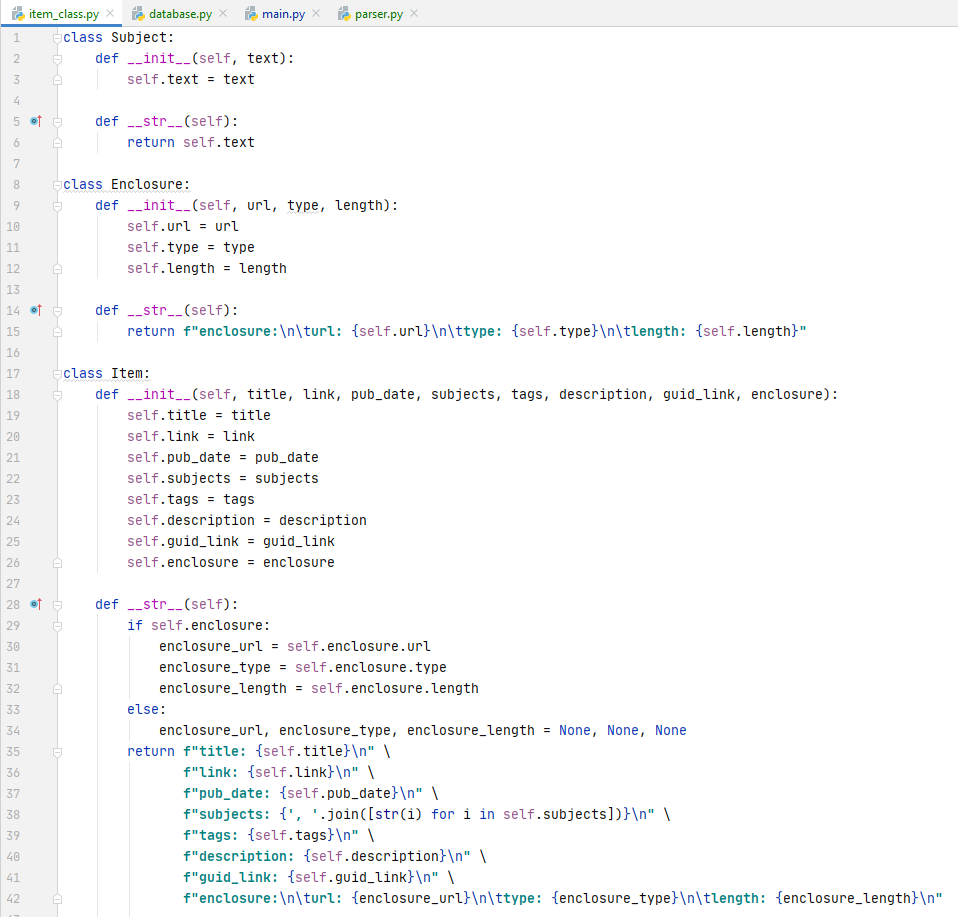 item_class.py database.py main.py parser.py
1 class Subject:
2     def __init__(self, text):
3         self.text = text
4
5     def __str__(self):
6         return self.text
7
8 class Enclosure:
9     def __init__(self, url, type, length):
10         self.url = url
11         self.type = type
12         self.length = length
13
14     def __str__(self):
15         return f"enclosure:\n\turl: {self.url}\n\ttype: {self.type}\n\tlength: {self.length}"
16
17 class Item:
18     def __init__(self, title, link, pub_date, subjects, tags, description, guid_link, enclosure):
19         self.title = title
20         self.link = link
21         self.pub_date = pub_date
22         self.subjects = subjects
23         self.tags = tags
24         self.description = description
25         self.guid_link = guid_link
26         self.enclosure = enclosure
27
28     def __str__(self):
29         if self.enclosure:
30             enclosure_url = self.enclosure.url
31             enclosure_type = self.enclosure.type
32             enclosure_length = self.enclosure.length
33         else:
34             enclosure_url, enclosure_type, enclosure_length = None, None, None
35         return f"title: {self.title}\n" \
36                f"link: {self.link}\n" \
37                f"pub_date: {self.pub_date}\n" \
38                f"subjects: {', '.join([str(i) for i in self.subjects])}\n" \
39                f"tags: {self.tags}\n" \
40                f"description: {self.description}\n" \
41                f"guid_link: {self.guid_link}\n" \
42                f"enclosure:\n\turl: {enclosure_url}\n\ttype: {enclosure_type}\n\tlength: {enclosure_length}\n"